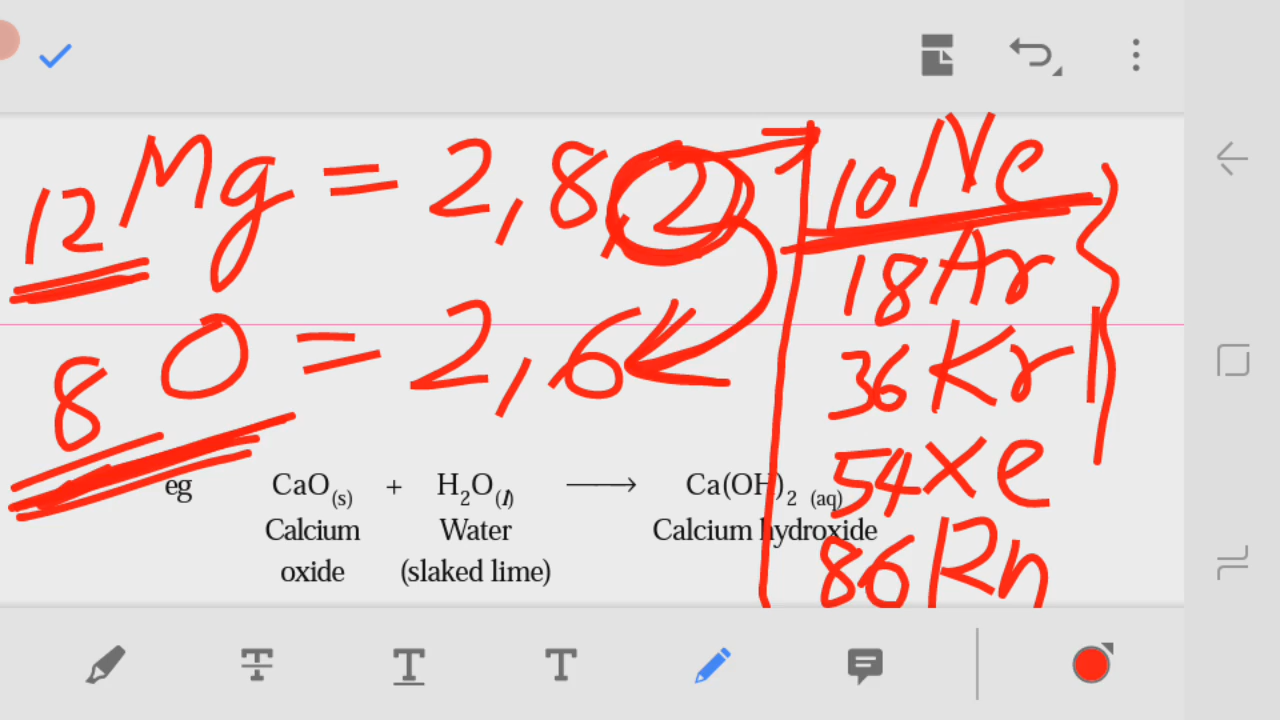 12Mg = 2,8,2
10Ne
18Ar
8O = 2,6
36Kr
54Xe
eg CaO(s) + H2O(l) ⟶ Ca(OH)2 (aq)
Calcium Water Calcium hydroxide
oxide (slaked lime)
86Rn
T T T